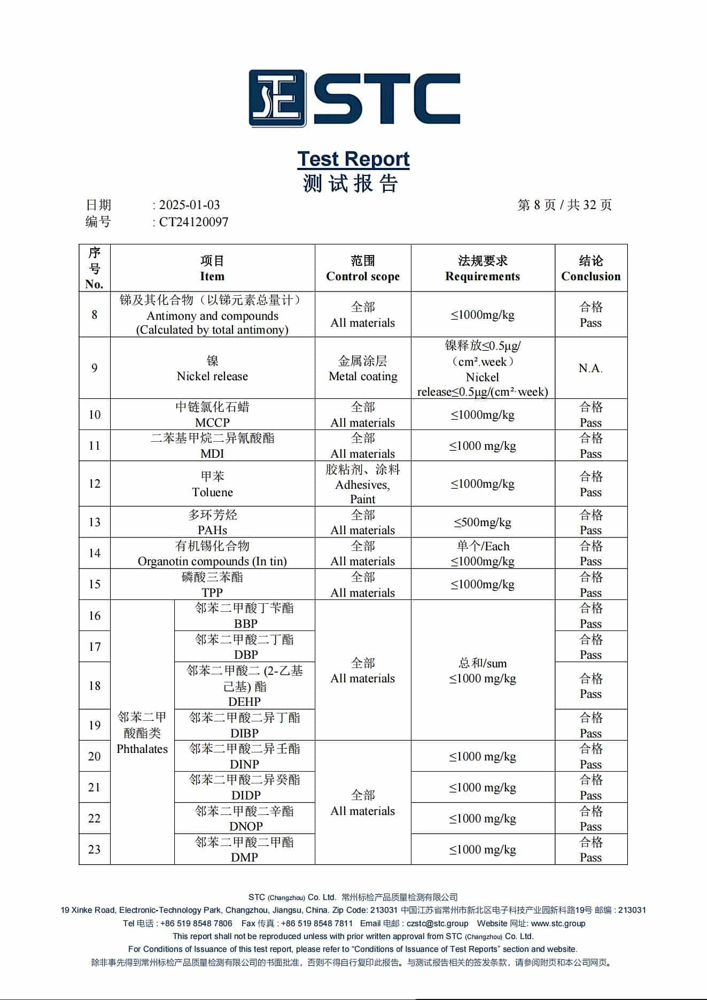 STC
Test Report
测试报告
日期 : 2025-01-03 第 8 页 / 共 32 页
编号 : CT24120097
序号 No. 项目 Item 范围 Control scope 法规要求 Requirements 结论 Conclusion
8 锑及其化合物（以锑元素总量计） Antimony and compounds (Calculated by total antimony) 全部 All materials ≤1000mg/kg 合格 Pass
9 镍 Nickel release 金属涂层 Metal coating 镍释放≤0.5μg/（cm².week） Nickel release≤0.5μg/(cm²·week) N.A.
10 中链氯化石蜡 MCCP 全部 All materials ≤1000mg/kg 合格 Pass
11 二苯基甲烷二异氰酸酯 MDI 全部 All materials ≤1000 mg/kg 合格 Pass
12 甲苯 Toluene 胶粘剂、涂料 Adhesives, Paint ≤1000mg/kg 合格 Pass
13 多环芳烃 PAHs 全部 All materials ≤500mg/kg 合格 Pass
14 有机锡化合物 Organotin compounds (In tin) 全部 All materials 单个/Each ≤1000mg/kg 合格 Pass
15 磷酸三苯酯 TPP 全部 All materials ≤1000mg/kg 合格 Pass
邻苯二甲酸酯类 Phthalates
16 邻苯二甲酸丁苄酯 BBP 全部 All materials 总和/sum ≤1000 mg/kg 合格 Pass
17 邻苯二甲酸二丁酯 DBP 合格 Pass
18 邻苯二甲酸二 (2-乙基己基) 酯 DEHP 合格 Pass
19 邻苯二甲酸二异丁酯 DIBP 合格 Pass
20 邻苯二甲酸二异壬酯 DINP 全部 All materials ≤1000 mg/kg 合格 Pass
21 邻苯二甲酸二异癸酯 DIDP ≤1000 mg/kg 合格 Pass
22 邻苯二甲酸二辛酯 DNOP ≤1000 mg/kg 合格 Pass
23 邻苯二甲酸二甲酯 DMP ≤1000 mg/kg 合格 Pass
STC (Changzhou) Co. Ltd. 常州标检产品质量检测有限公司
19 Xinke Road, Electronic-Technology Park, Changzhou, Jiangsu, China. Zip Code: 213031 中国江苏省常州市新北区电子科技产业园新科路19号 邮编 : 213031
Tel 电话 : +86 519 8548 7806 Fax 传真 : +86 519 8548 7811 Email 电邮 : czstc@stc.group Website 网址: www.stc.group
This report shall not be reproduced unless with prior written approval from STC (Changzhou) Co. Ltd.
For Conditions of Issuance of this test report, please refer to “Conditions of Issuance of Test Reports” section and website.
除非事先得到常州标检产品质量检测有限公司的书面批准，否则不得自行复印此报告。与测试报告相关的签发条款，请参阅附页和本公司网页。